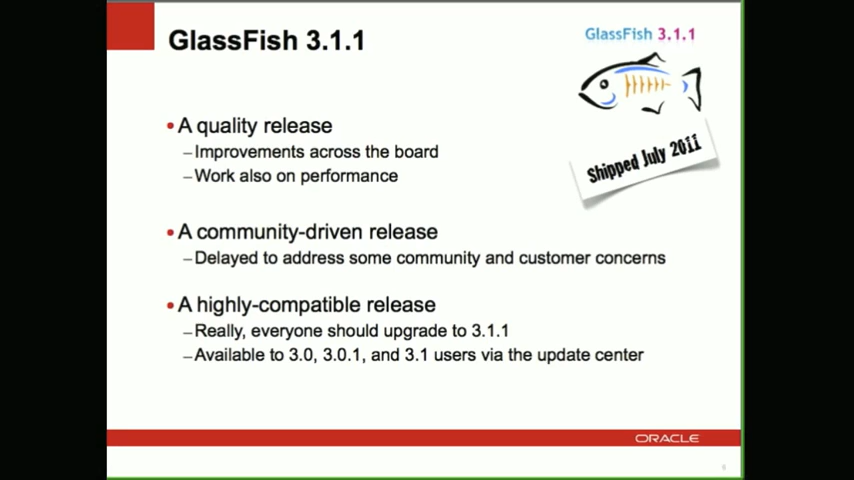 GlassFish 3.1.1
GlassFish 3.1.1
Shipped July 2011
•A quality release
–Improvements across the board
–Work also on performance
•A community-driven release
–Delayed to address some community and customer concerns
•A highly-compatible release
–Really, everyone should upgrade to 3.1.1
–Available to 3.0, 3.0.1, and 3.1 users via the update center
ORACLE
6